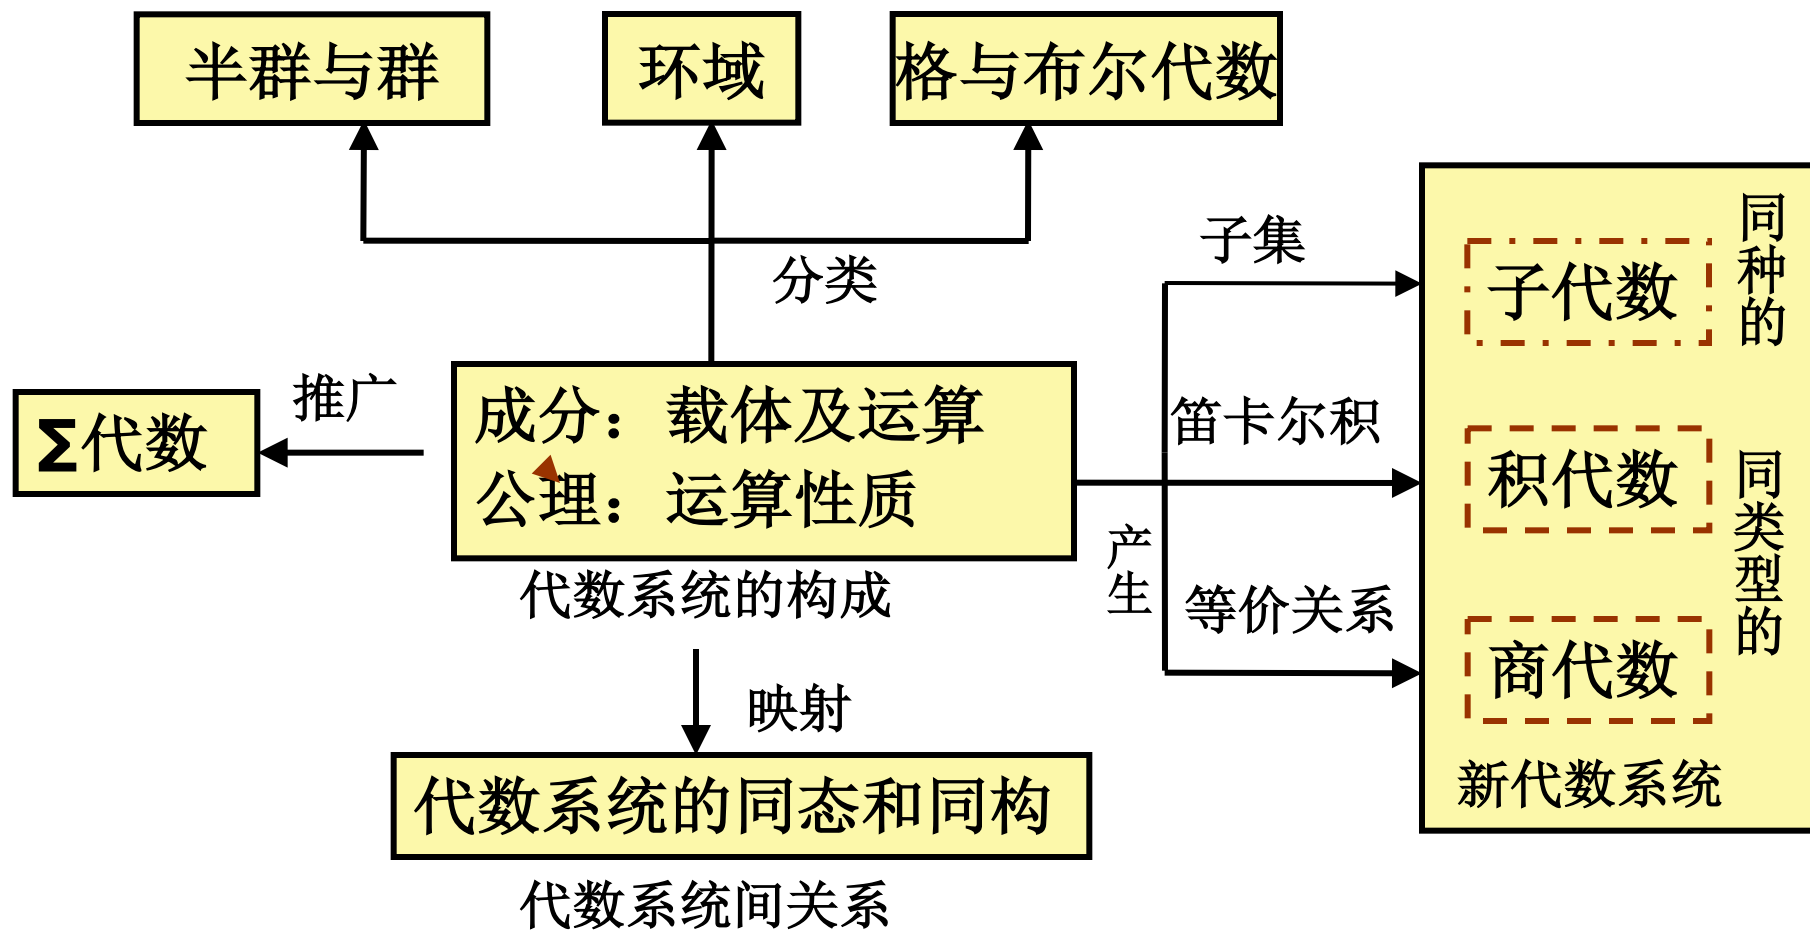 半群与群
环域
格与布尔代数
分类
子集
同种的
子代数
推广
∑代数
成分：载体及运算
公理：运算性质
代数系统的构成
笛卡尔积
积代数
同类型的
产生
等价关系
商代数
新代数系统
映射
代数系统的同态和同构
代数系统间关系